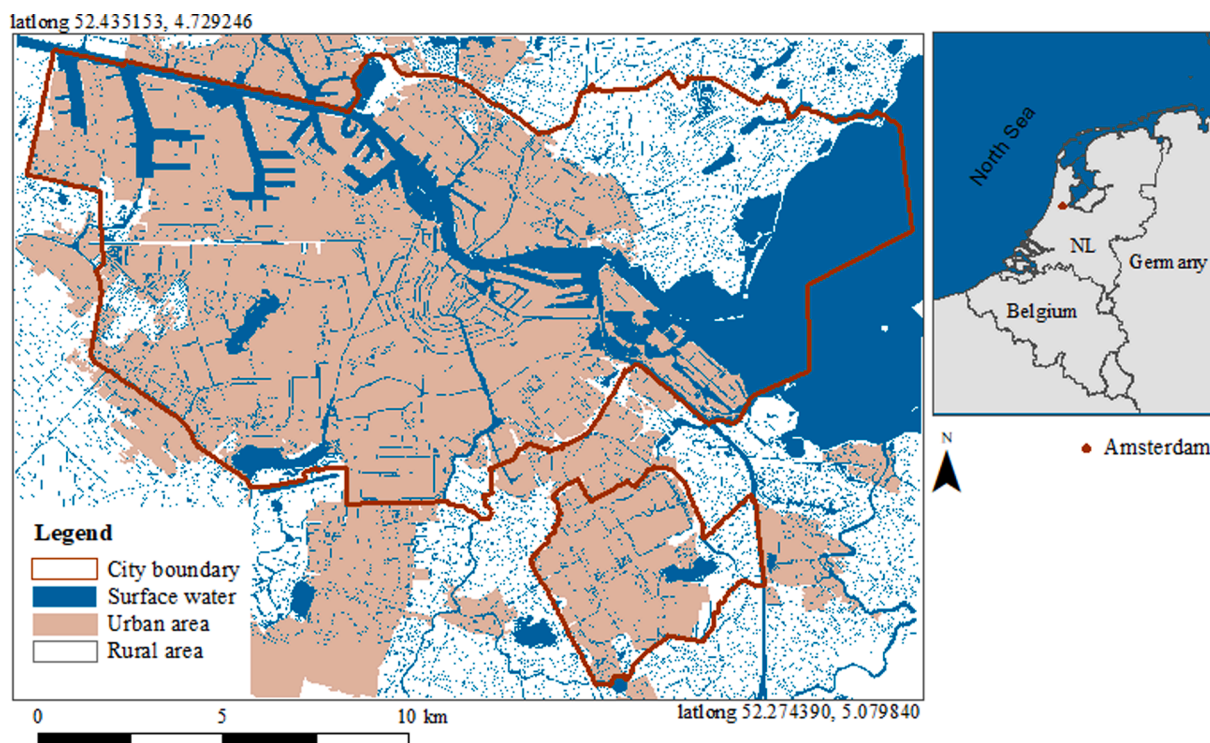 latlong 52.435153, 4.729246
North Sea
NL
Germany
Belgium
N
Amsterdam
Legend
City boundary
Surface water
Urban area
Rural area
latlong 52.274390, 5.079840
0 5 10 km